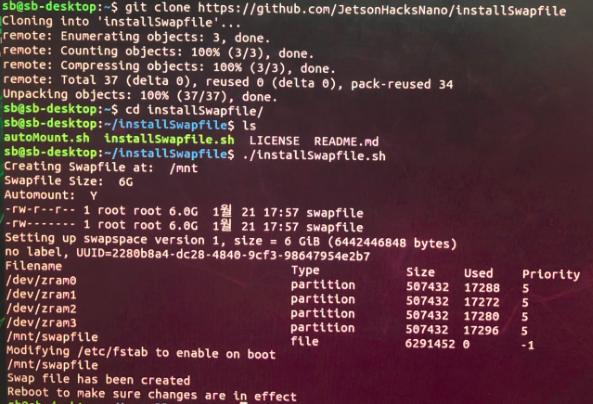 sb@sb-desktop:~$ git clone https://github.com/JetsonHacksNano/installSwapfile
Cloning into 'installSwapfile'...
remote: Enumerating objects: 3, done.
remote: Counting objects: 100% (3/3), done.
remote: Compressing objects: 100% (3/3), done.
remote: Total 37 (delta 0), reused 0 (delta 0), pack-reused 34
Unpacking objects: 100% (37/37), done.
sb@sb-desktop:~$ cd installSwapfile/
sb@sb-desktop:~/installSwapfile$ ls
autoMount.sh installSwapfile.sh LICENSE README.md
sb@sb-desktop:~/installSwapfile$ ./installSwapfile.sh
Creating Swapfile at: /mnt
Swapfile Size: 6G
Automount: Y
-rw-r--r-- 1 root root 6.0G 1월 21 17:57 swapfile
-rw------- 1 root root 6.0G 1월 21 17:57 swapfile
Setting up swapspace version 1, size = 6 GiB (6442446848 bytes)
no label, UUID=2280b8a4-dc28-4840-9cf3-98647954e2b7
Filename Type Size Used Priority
/dev/zram0 partition 507432 17288 5
/dev/zram1 partition 507432 17272 5
/dev/zram2 partition 507432 17280 5
/dev/zram3 partition 507432 17296 5
/mnt/swapfile file 6291452 0 -1
Modifying /etc/fstab to enable on boot
/mnt/swapfile
Swap file has been created
Reboot to make sure changes are in effect